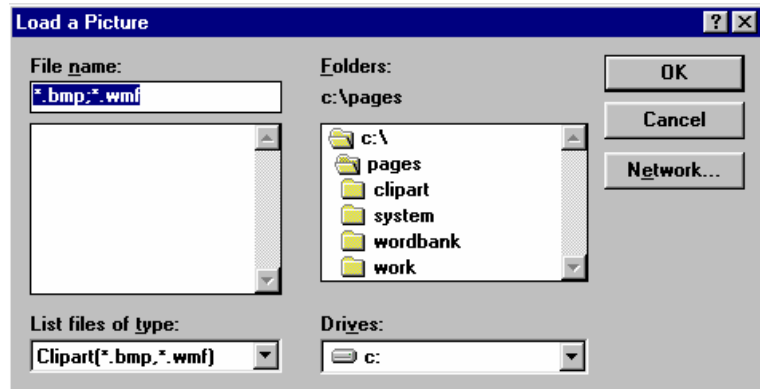 Load a Picture
File name:
*.bmp;*.wmf
List files of type:
Clipart(*.bmp,*.wmf)
Folders:
c:\pages
c:\
pages
clipart
system
wordbank
work
Drives:
c:
OK
Cancel
Network...